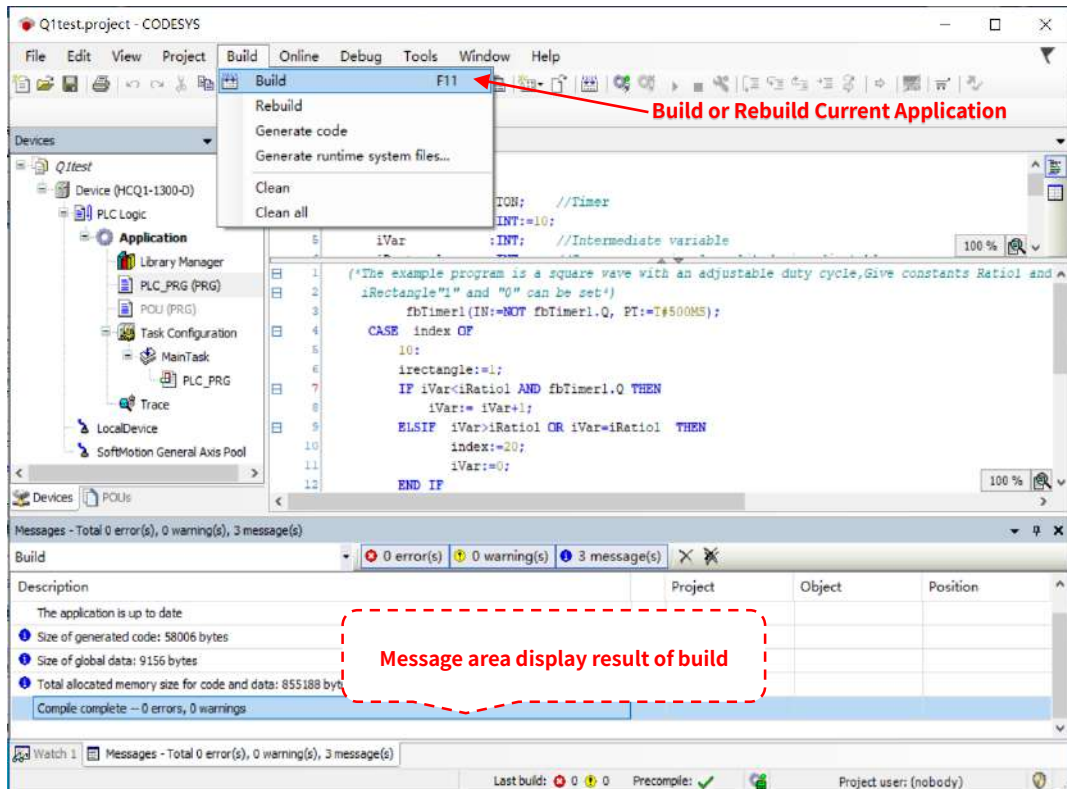 Q1test.project - CODESYS
File Edit View Project Build Online Debug Tools Window Help
Build F11
Rebuild
Generate code
Generate runtime system files...
Clean
Clean all
Build or Rebuild Current Application
Devices
Q1test
Device (HCQ1-1300-D)
PLC Logic
Application
Library Manager
PLC_PRG (PRG)
POU (PRG)
Task Configuration
MainTask
PLC_PRG
Trace
LocalDevice
SoftMotion General Axis Pool
Devices POUs
TON; //Timer
INT:=10;
5 iVar :INT; //Intermediate variable
100 %
1 (*The example program is a square wave with an adjustable duty cycle,Give constants Ratio1 and
2 iRectangle"1" and "0" can be set*)
3 fbTimer1(IN:=NOT fbTimer1.Q, PT:=T#500MS);
4 CASE index OF
5 10:
6 irectangle:=1;
7 IF iVar<iRatio1 AND fbTimer1.Q THEN
8 iVar:= iVar+1;
9 ELSIF iVar>iRatio1 OR iVar=iRatio1 THEN
10 index:=20;
11 iVar:=0;
12 END IF
100 %
Messages - Total 0 error(s), 0 warning(s), 3 message(s)
Build 0 error(s) 0 warning(s) 3 message(s)
Description Project Object Position
The application is up to date
Size of generated code: 58006 bytes
Size of global data: 9156 bytes
Total allocated memory size for code and data: 855188 byt
Compile complete -- 0 errors, 0 warnings
Message area display result of build
Watch 1 Messages - Total 0 error(s), 0 warning(s), 3 message(s)
Last build: 0 0 Precompile: Project user: (nobody)